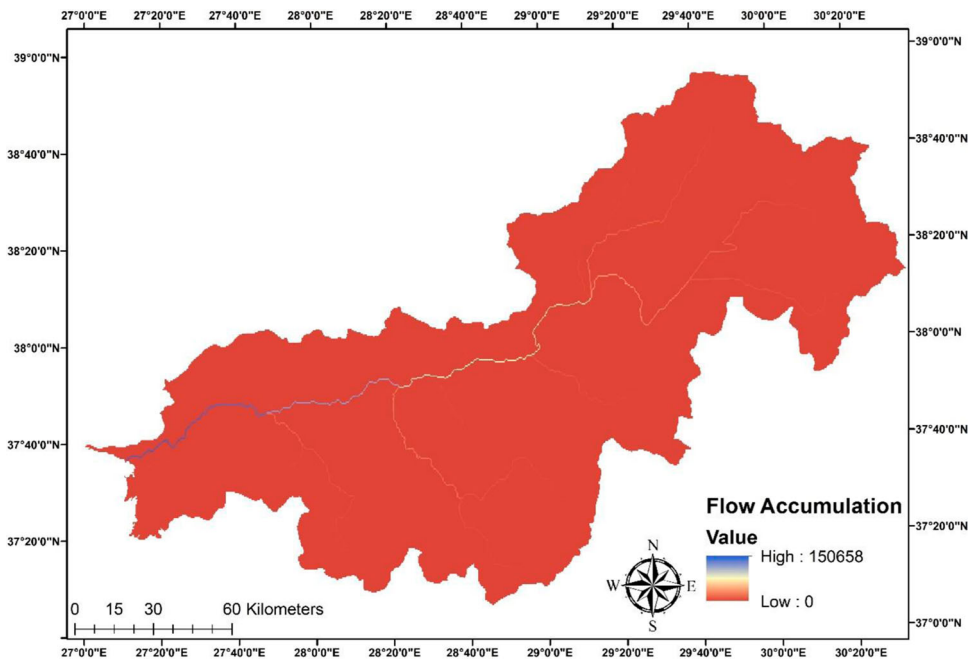 27°0'0"E 27°20'0"E 27°40'0"E 28°0'0"E 28°20'0"E 28°40'0"E 29°0'0"E 29°20'0"E 29°40'0"E 30°0'0"E 30°20'0"E
39°0'0"N
39°0'0"N
38°40'0"N
38°40'0"N
38°20'0"N
38°20'0"N
38°0'0"N
38°0'0"N
37°40'0"N
37°40'0"N
37°20'0"N
37°20'0"N
37°0'0"N
Flow Accumulation
Value
High : 150658
Low : 0
N
W E
S
0 15 30 60 Kilometers
27°0'0"E 27°20'0"E 27°40'0"E 28°0'0"E 28°20'0"E 28°40'0"E 29°0'0"E 29°20'0"E 29°40'0"E 30°0'0"E 30°20'0"E